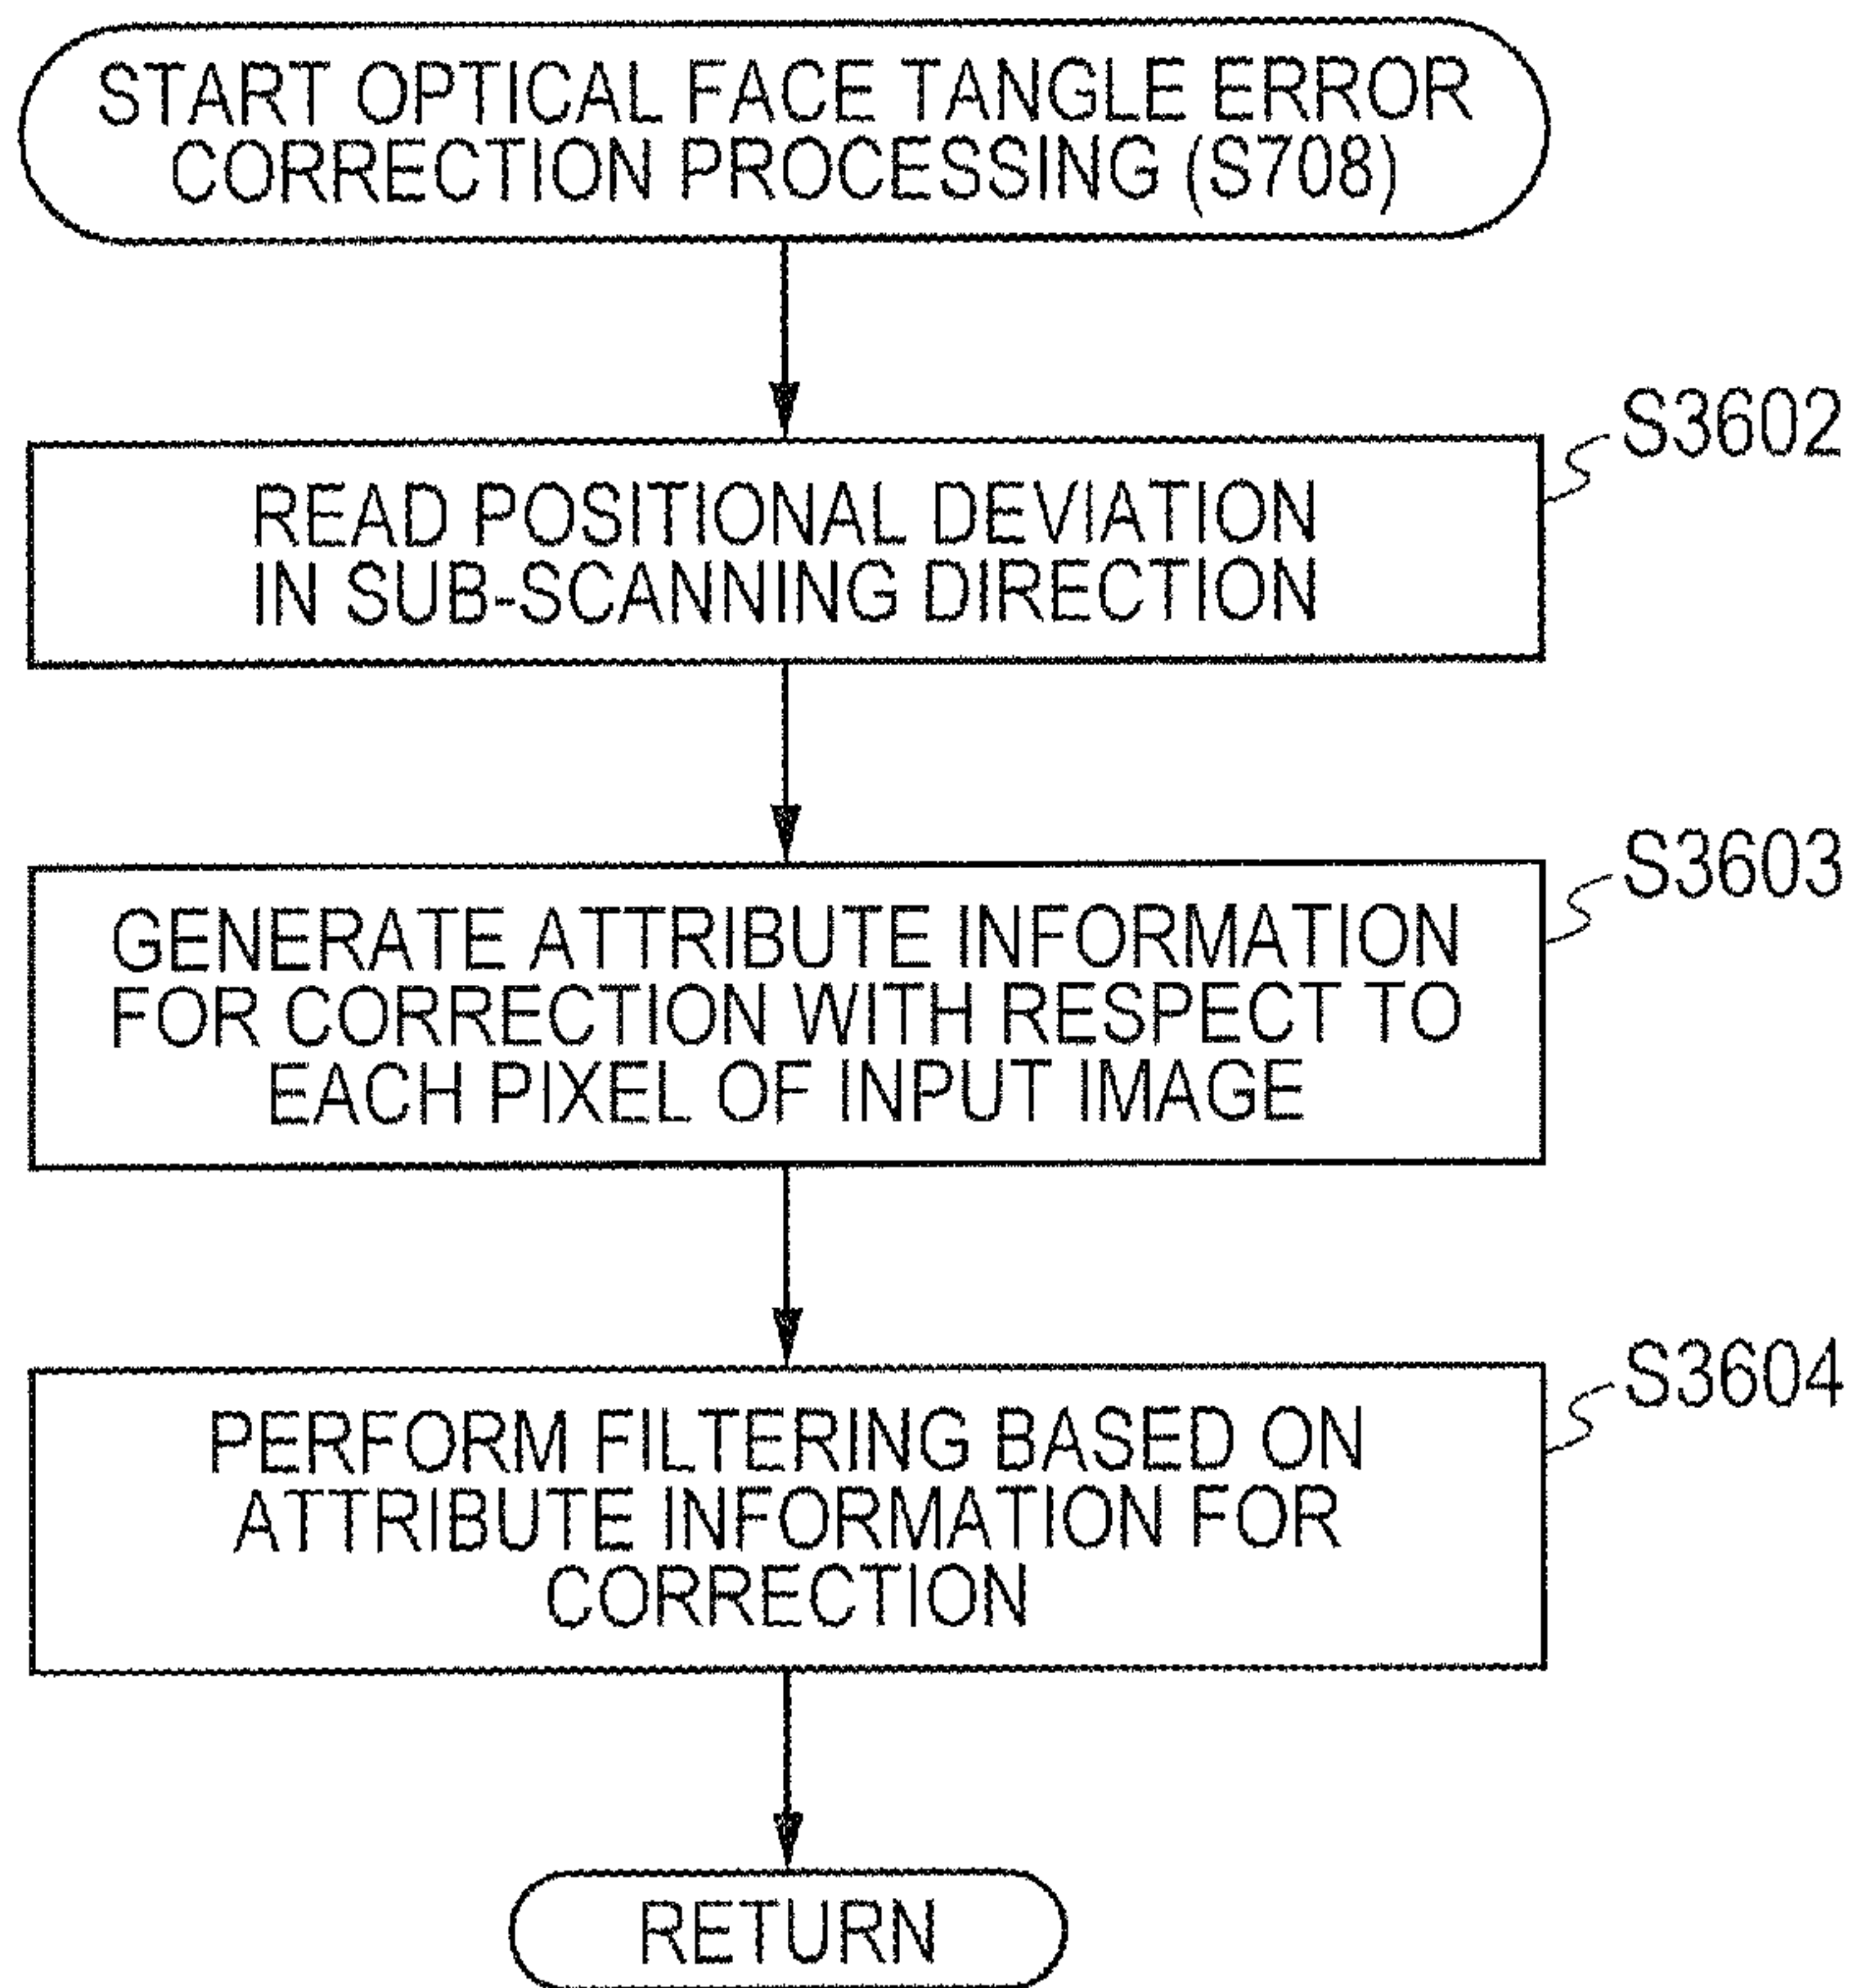 START OPTICAL FACE TANGLE ERROR
CORRECTION PROCESSING (S708)
S3602
READ POSITIONAL DEVIATION
IN SUB-SCANNING DIRECTION
S3603
GENERATE ATTRIBUTE INFORMATION
FOR CORRECTION WITH RESPECT TO
EACH PIXEL OF INPUT IMAGE
S3604
PERFORM FILTERING BASED ON
ATTRIBUTE INFORMATION FOR
CORRECTION
RETURN